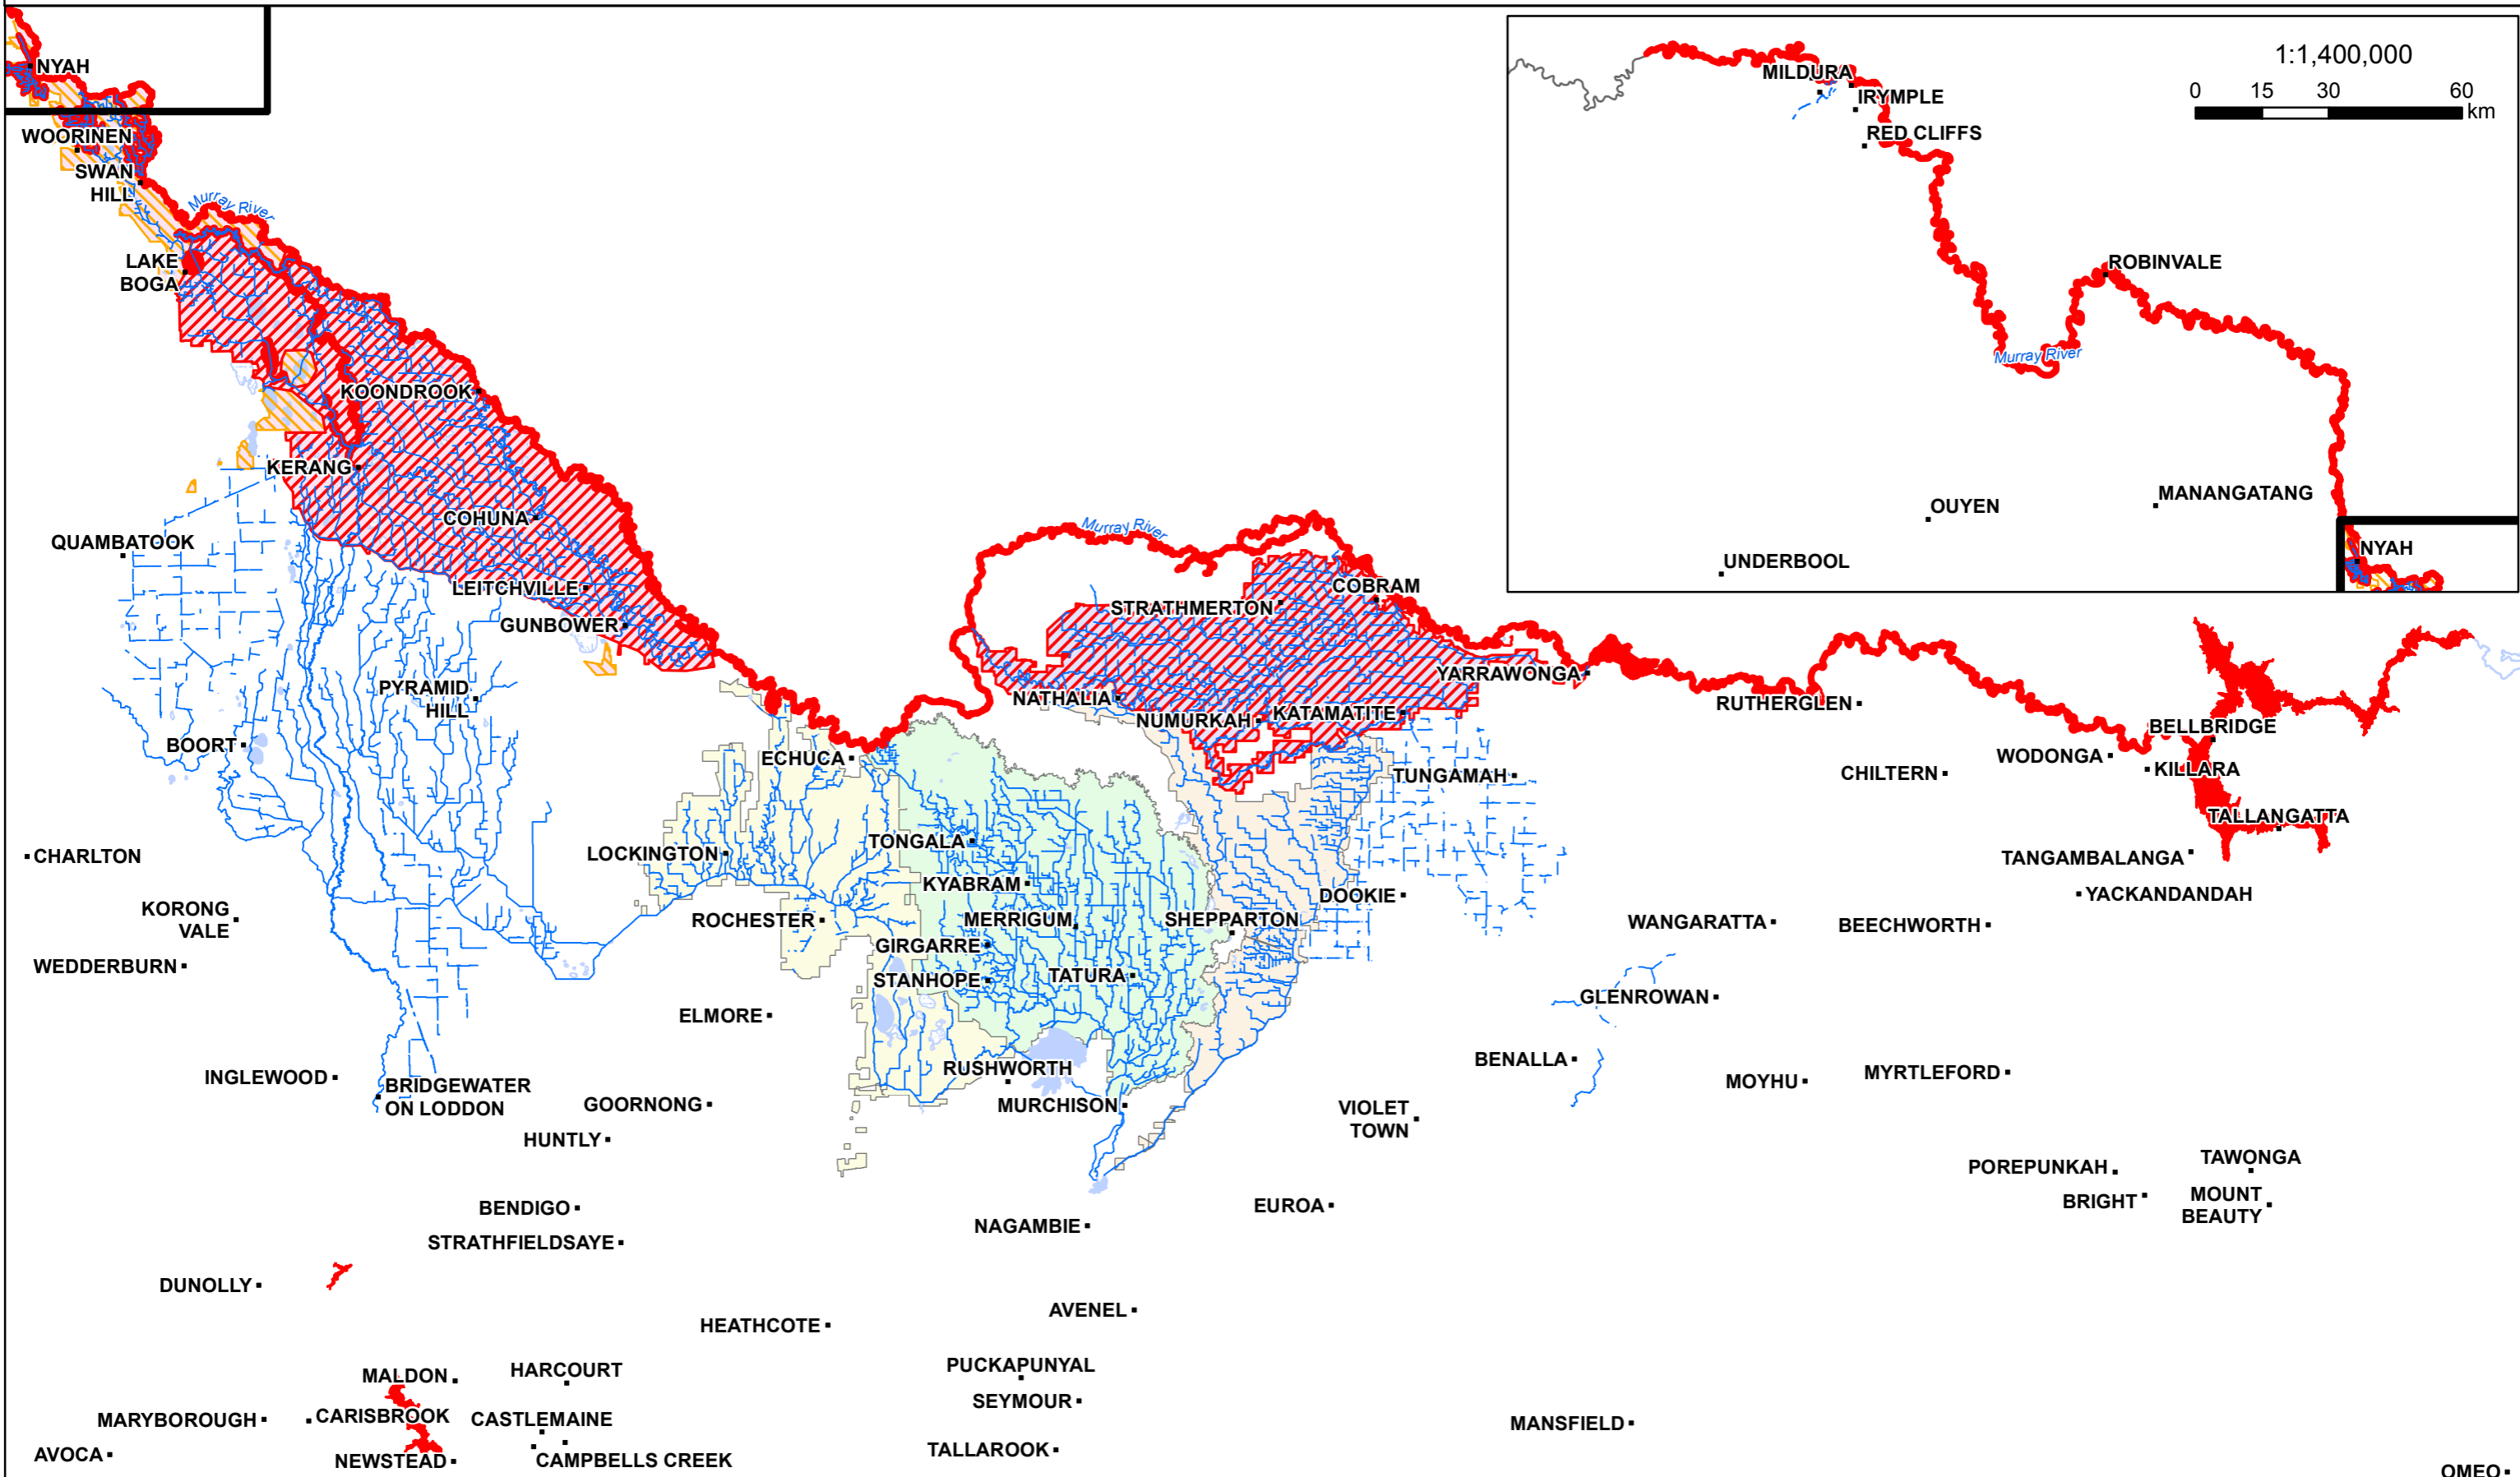 NYAH
WOORINEN
SWAN
HILL
Murray River
LAKE
BOGA
KOONDROOK
KERANG
COHUNA
QUAMBATOOK
LEITCHVILLE
GUNBOWER
PYRAMID
HILL
BOORT
ECHUCA
LOCKINGTON
ROCHESTER
CHARLTON
KORONG
VALE
WEDDERBURN
ELMORE
INGLEWOOD
BRIDGEWATER
ON LODDON
GOORNONG
HUNTLY
BENDIGO
STRATHFIELDSAYE
DUNOLLY
HEATHCOTE
MALDON
HARCOURT
MARYBOROUGH
CARISBROOK
CASTLEMAINE
AVOCA
NEWSTEAD
CAMPBELLS CREEK
Murray River
COBRAM
STRATHMERTON
YARRAWONGA
NATHALIA
NUMURKAH
KATAMATITE
TUNGAMAH
TONGALA
KYABRAM
MERRIGUM
SHEPPARTON
DOOKIE
GIRGARRE
STANHOPE
TATURA
RUSHWORTH
MURCHISON
VIOLET
TOWN
NAGAMBIE
EUROA
AVENEL
PUCKAPUNYAL
SEYMOUR
TALLAROOK
MANSFIELD
RUTHERGLEN
BELLBRIDGE
WODONGA
KILLARA
CHILTERN
TALLANGATTA
TANGAMBALANGA
YACKANDANDAH
WANGARATTA
BEECHWORTH
GLENROWAN
BENALLA
MOYHU
MYRTLEFORD
POREPUNKAH
TAWONGA
BRIGHT
MOUNT
BEAUTY
OMEO
1:1,400,000
0 15 30 60
km
MILDURA
IRYMPLE
RED CLIFFS
ROBINVALE
Murray River
MANANGATANG
OUYEN
UNDERBOOL
NYAH